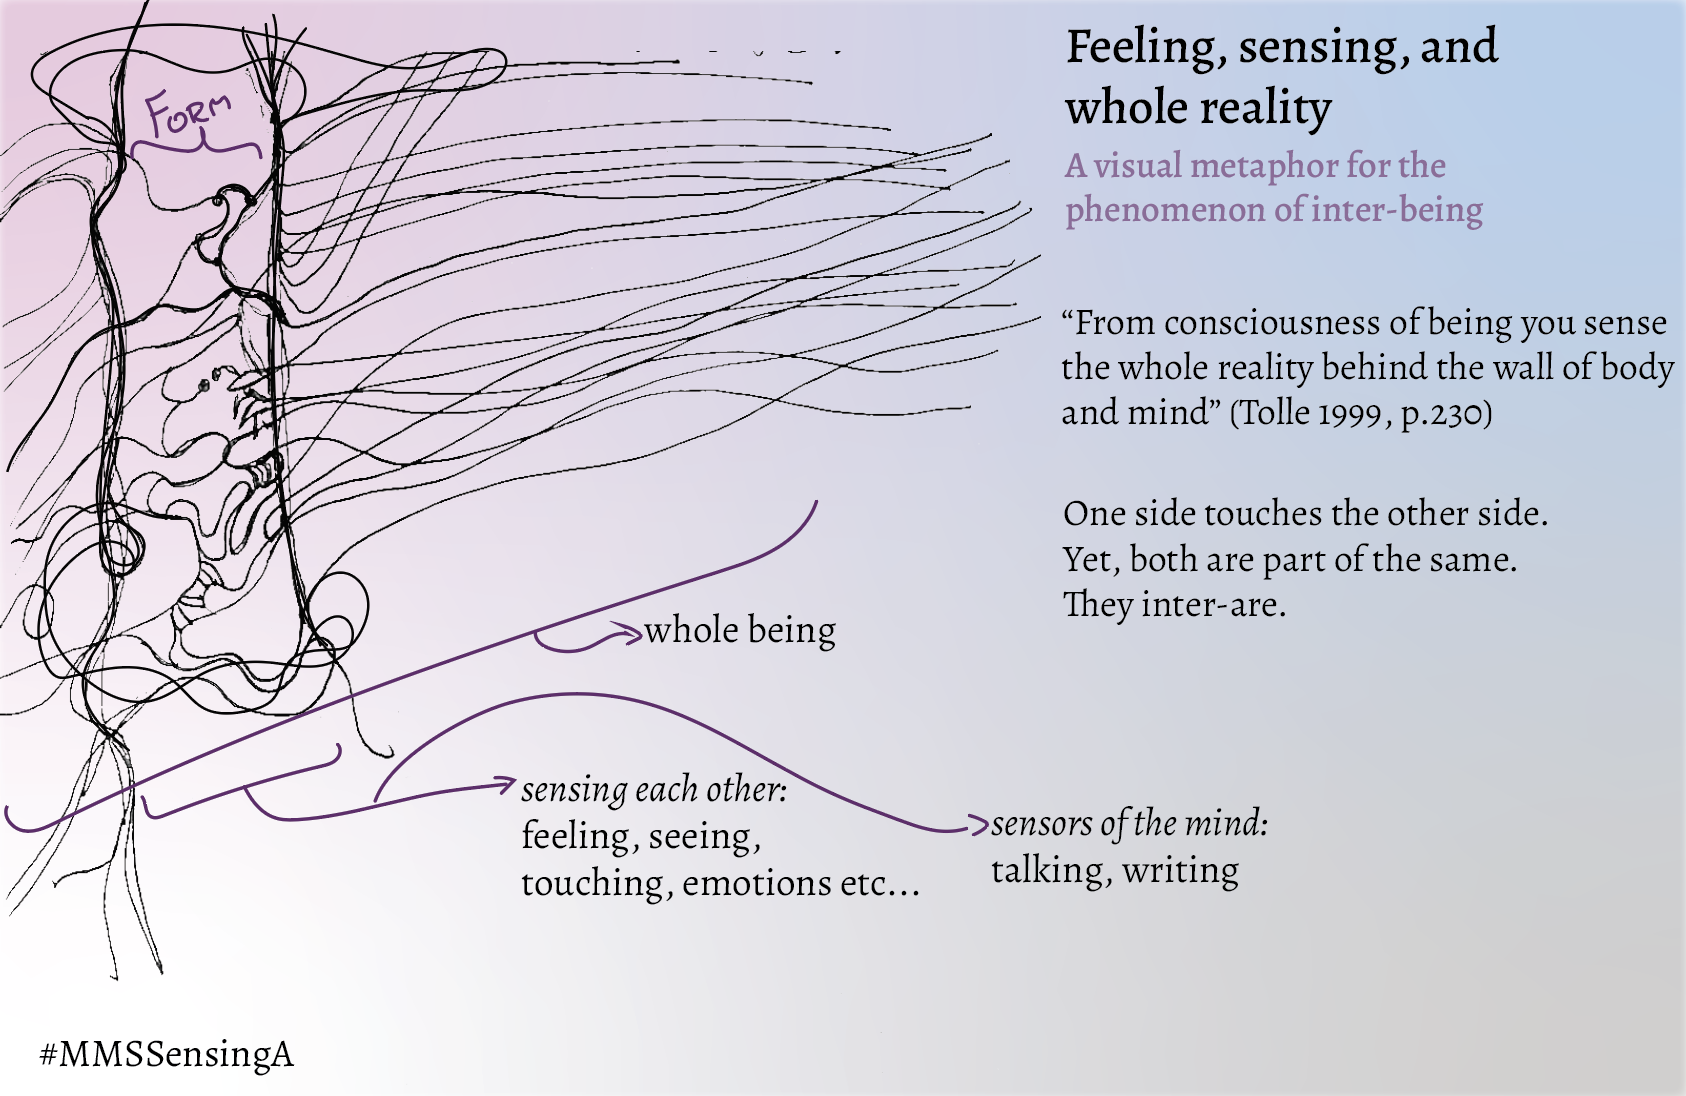 Feeling, sensing, and
whole reality
A visual metaphor for the
phenomenon of inter-being
FORM
“From consciousness of being you sense
the whole reality behind the wall of body
and mind” (Tolle 1999, p.230)
One side touches the other side.
Yet, both are part of the same.
They inter-are.
whole being
sensing each other:
feeling, seeing,
touching, emotions etc...
sensors of the mind:
talking, writing
#MMSSensingA